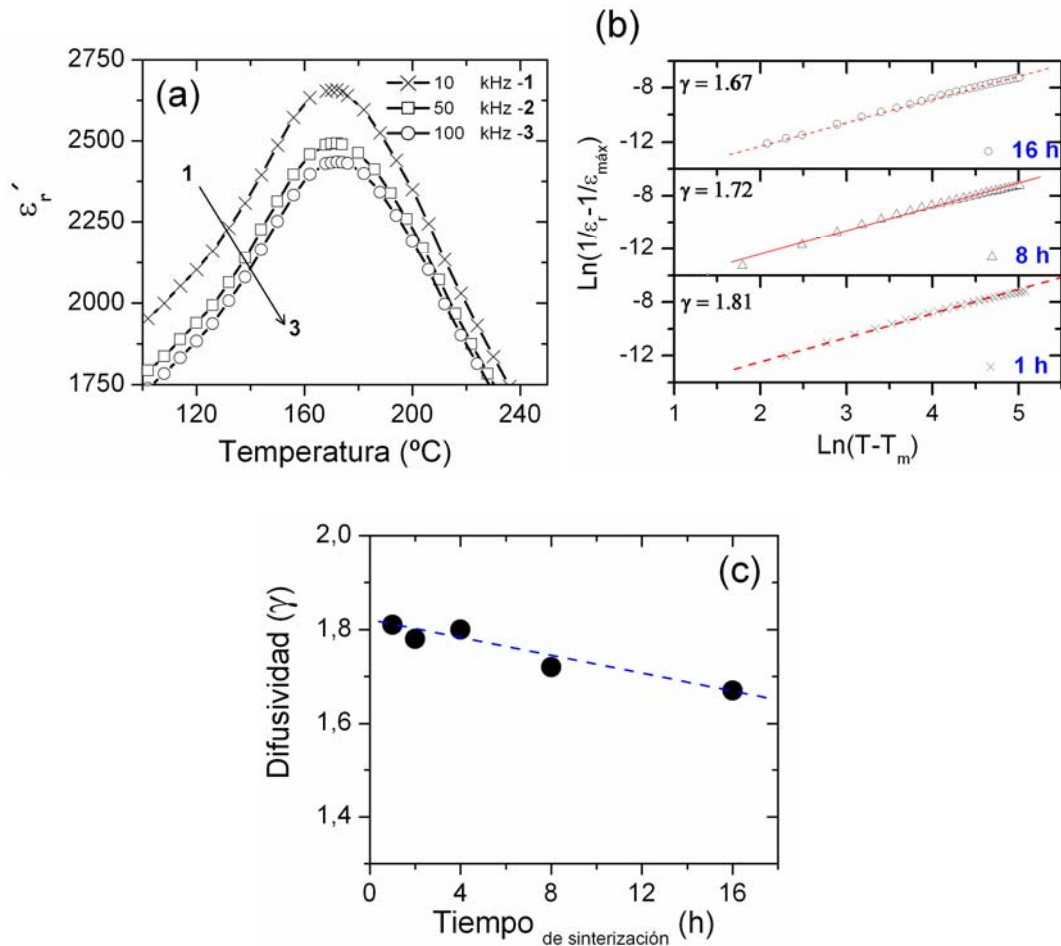 (a)
10 kHz -1
50 kHz -2
100 kHz -3
1
3
2750
2500
2250
2000
1750
εr´
120 160 200 240
Temperatura (ºC)
(b)
γ = 1.67
16 h
γ = 1.72
8 h
γ = 1.81
1 h
-8
-12
-8
-12
-8
-12
Ln(1/εr-1/εmáx)
1 2 3 4 5
Ln(T-Tm)
(c)
2,0
1,8
1,6
1,4
Difusividad (γ)
0 4 8 12 16
Tiempo de sinterización (h)